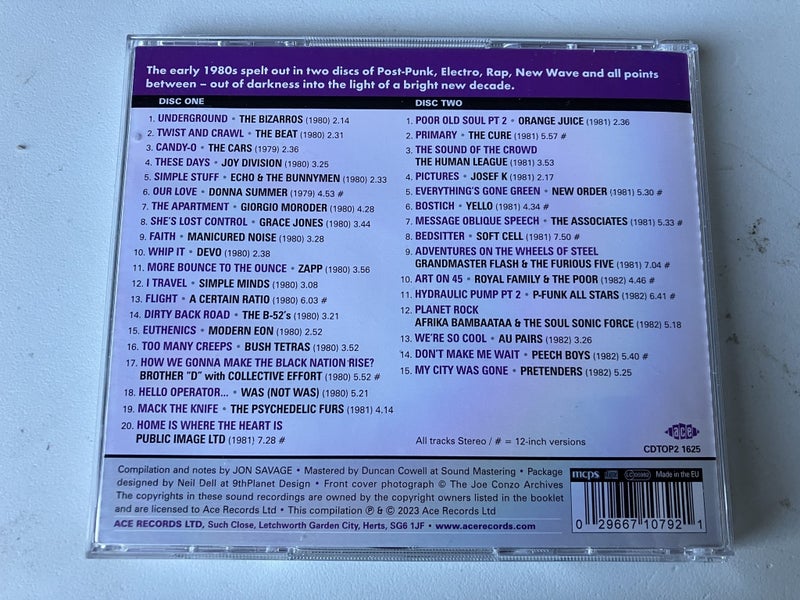 The early 1980s spelt out in two discs of Post-Punk, Electro, Rap, New Wave and all points
between – out of darkness into the light of a bright new decade.
DISC ONE
1. UNDERGROUND • THE BIZARROS (1980) 2.14
2. TWIST AND CRAWL • THE BEAT (1980) 2.31
3. CANDY-O • THE CARS (1979) 2.36
4. THESE DAYS • JOY DIVISION (1980) 3.25
5. SIMPLE STUFF • ECHO & THE BUNNYMEN (1980) 2.33
6. OUR LOVE • DONNA SUMMER (1979) 4.53 #
7. THE APARTMENT • GIORGIO MORODER (1980) 4.28
8. SHE'S LOST CONTROL • GRACE JONES (1980) 3.44
9. FAITH • MANICURED NOISE (1980) 3.28
10. WHIP IT • DEVO (1980) 2.38
11. MORE BOUNCE TO THE OUNCE • ZAPP (1980) 3.56
12. I TRAVEL • SIMPLE MINDS (1980) 3.08
13. FLIGHT • A CERTAIN RATIO (1980) 6.03 #
14. DIRTY BACK ROAD • THE B-52's (1980) 3.21
15. EUTHENICS • MODERN EON (1980) 2.52
16. TOO MANY CREEPS • BUSH TETRAS (1980) 3.52
17. HOW WE GONNA MAKE THE BLACK NATION RISE?
BROTHER "D" with COLLECTIVE EFFORT (1980) 5.52 #
18. HELLO OPERATOR... • WAS (NOT WAS) (1980) 5.21
19. MACK THE KNIFE • THE PSYCHEDELIC FURS (1981) 4.14
20. HOME IS WHERE THE HEART IS
PUBLIC IMAGE LTD (1981) 7.28 #
DISC TWO
1. POOR OLD SOUL PT 2 • ORANGE JUICE (1981) 2.36
2. PRIMARY • THE CURE (1981) 5.57 #
3. THE SOUND OF THE CROWD
THE HUMAN LEAGUE (1981) 3.53
4. PICTURES • JOSEF K (1981) 2.17
5. EVERYTHING'S GONE GREEN • NEW ORDER (1981) 5.30 #
6. BOSTICH • YELLO (1981) 4.34 #
7. MESSAGE OBLIQUE SPEECH • THE ASSOCIATES (1981) 5.33 #
8. BEDSITTER • SOFT CELL (1981) 7.50 #
9. ADVENTURES ON THE WHEELS OF STEEL
GRANDMASTER FLASH & THE FURIOUS FIVE (1981) 7.04 #
10. ART ON 45 • ROYAL FAMILY & THE POOR (1982) 4.46 #
11. HYDRAULIC PUMP PT 2 • P-FUNK ALL STARS (1982) 6.41 #
12. PLANET ROCK
AFRIKA BAMBAATAA & THE SOUL SONIC FORCE (1982) 5.18
13. WE'RE SO COOL • AU PAIRS (1982) 3.26
14. DON'T MAKE ME WAIT • PEECH BOYS (1982) 5.40 #
15. MY CITY WAS GONE • PRETENDERS (1982) 5.25
All tracks Stereo / # = 12-inch versions
ace
CDTOP2 1625
Compilation and notes by JON SAVAGE • Mastered by Duncan Cowell at Sound Mastering • Package
designed by Neil Dell at 9thPlanet Design • Front cover photograph © The Joe Conzo Archives
The copyrights in these sound recordings are owned by the copyright owners listed in the booklet
and are licensed to Ace Records Ltd • This compilation ℗ & © 2023 Ace Records Ltd
ACE RECORDS LTD, Such Close, Letchworth Garden City, Herts, SG6 1JF • www.acerecords.com
mcps
Made in the EU
0 29667 10792 1